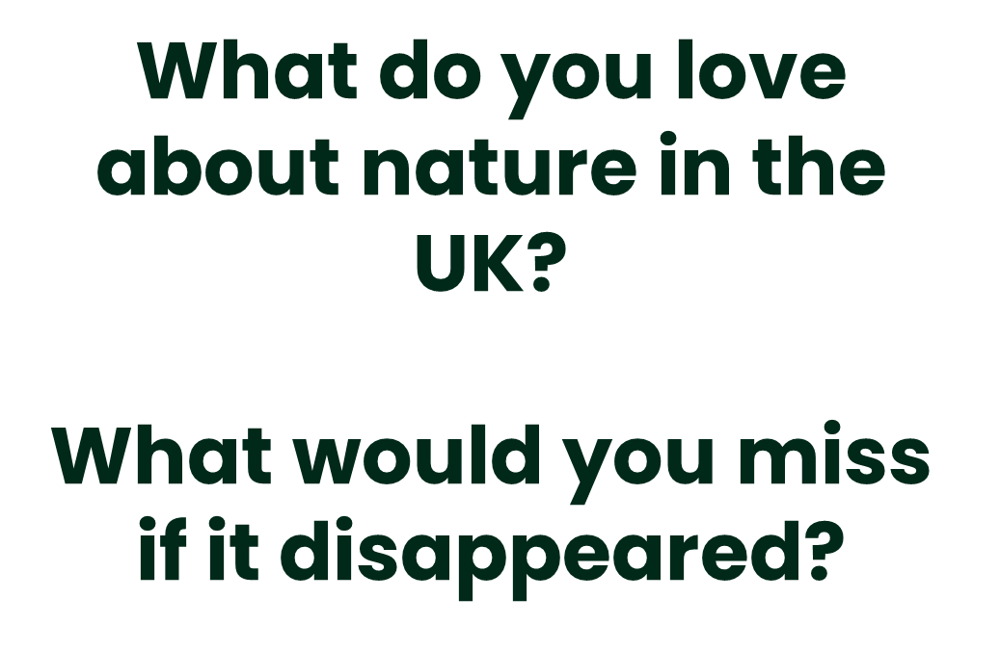 What do you love
about nature in the
UK?
What would you miss
if it disappeared?